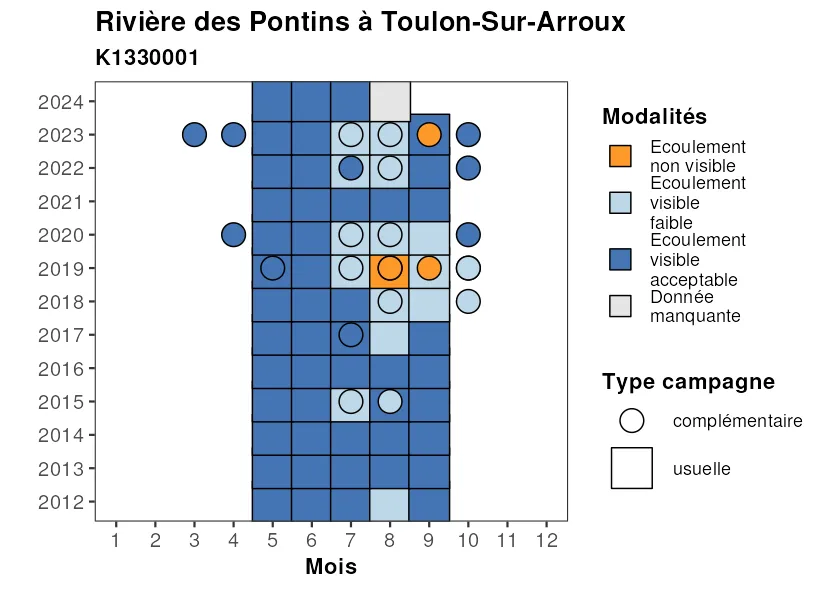 Rivière des Pontins à Toulon-Sur-Arroux
K1330001
2024
2023
2022
2021
2020
2019
2018
2017
2016
2015
2014
2013
2012
1 2 3 4 5 6 7 8 9 10 11 12
Mois
Modalités
Ecoulement
non visible
Ecoulement
visible
faible
Ecoulement
visible
acceptable
Donnée
manquante
Type campagne
complémentaire
usuelle